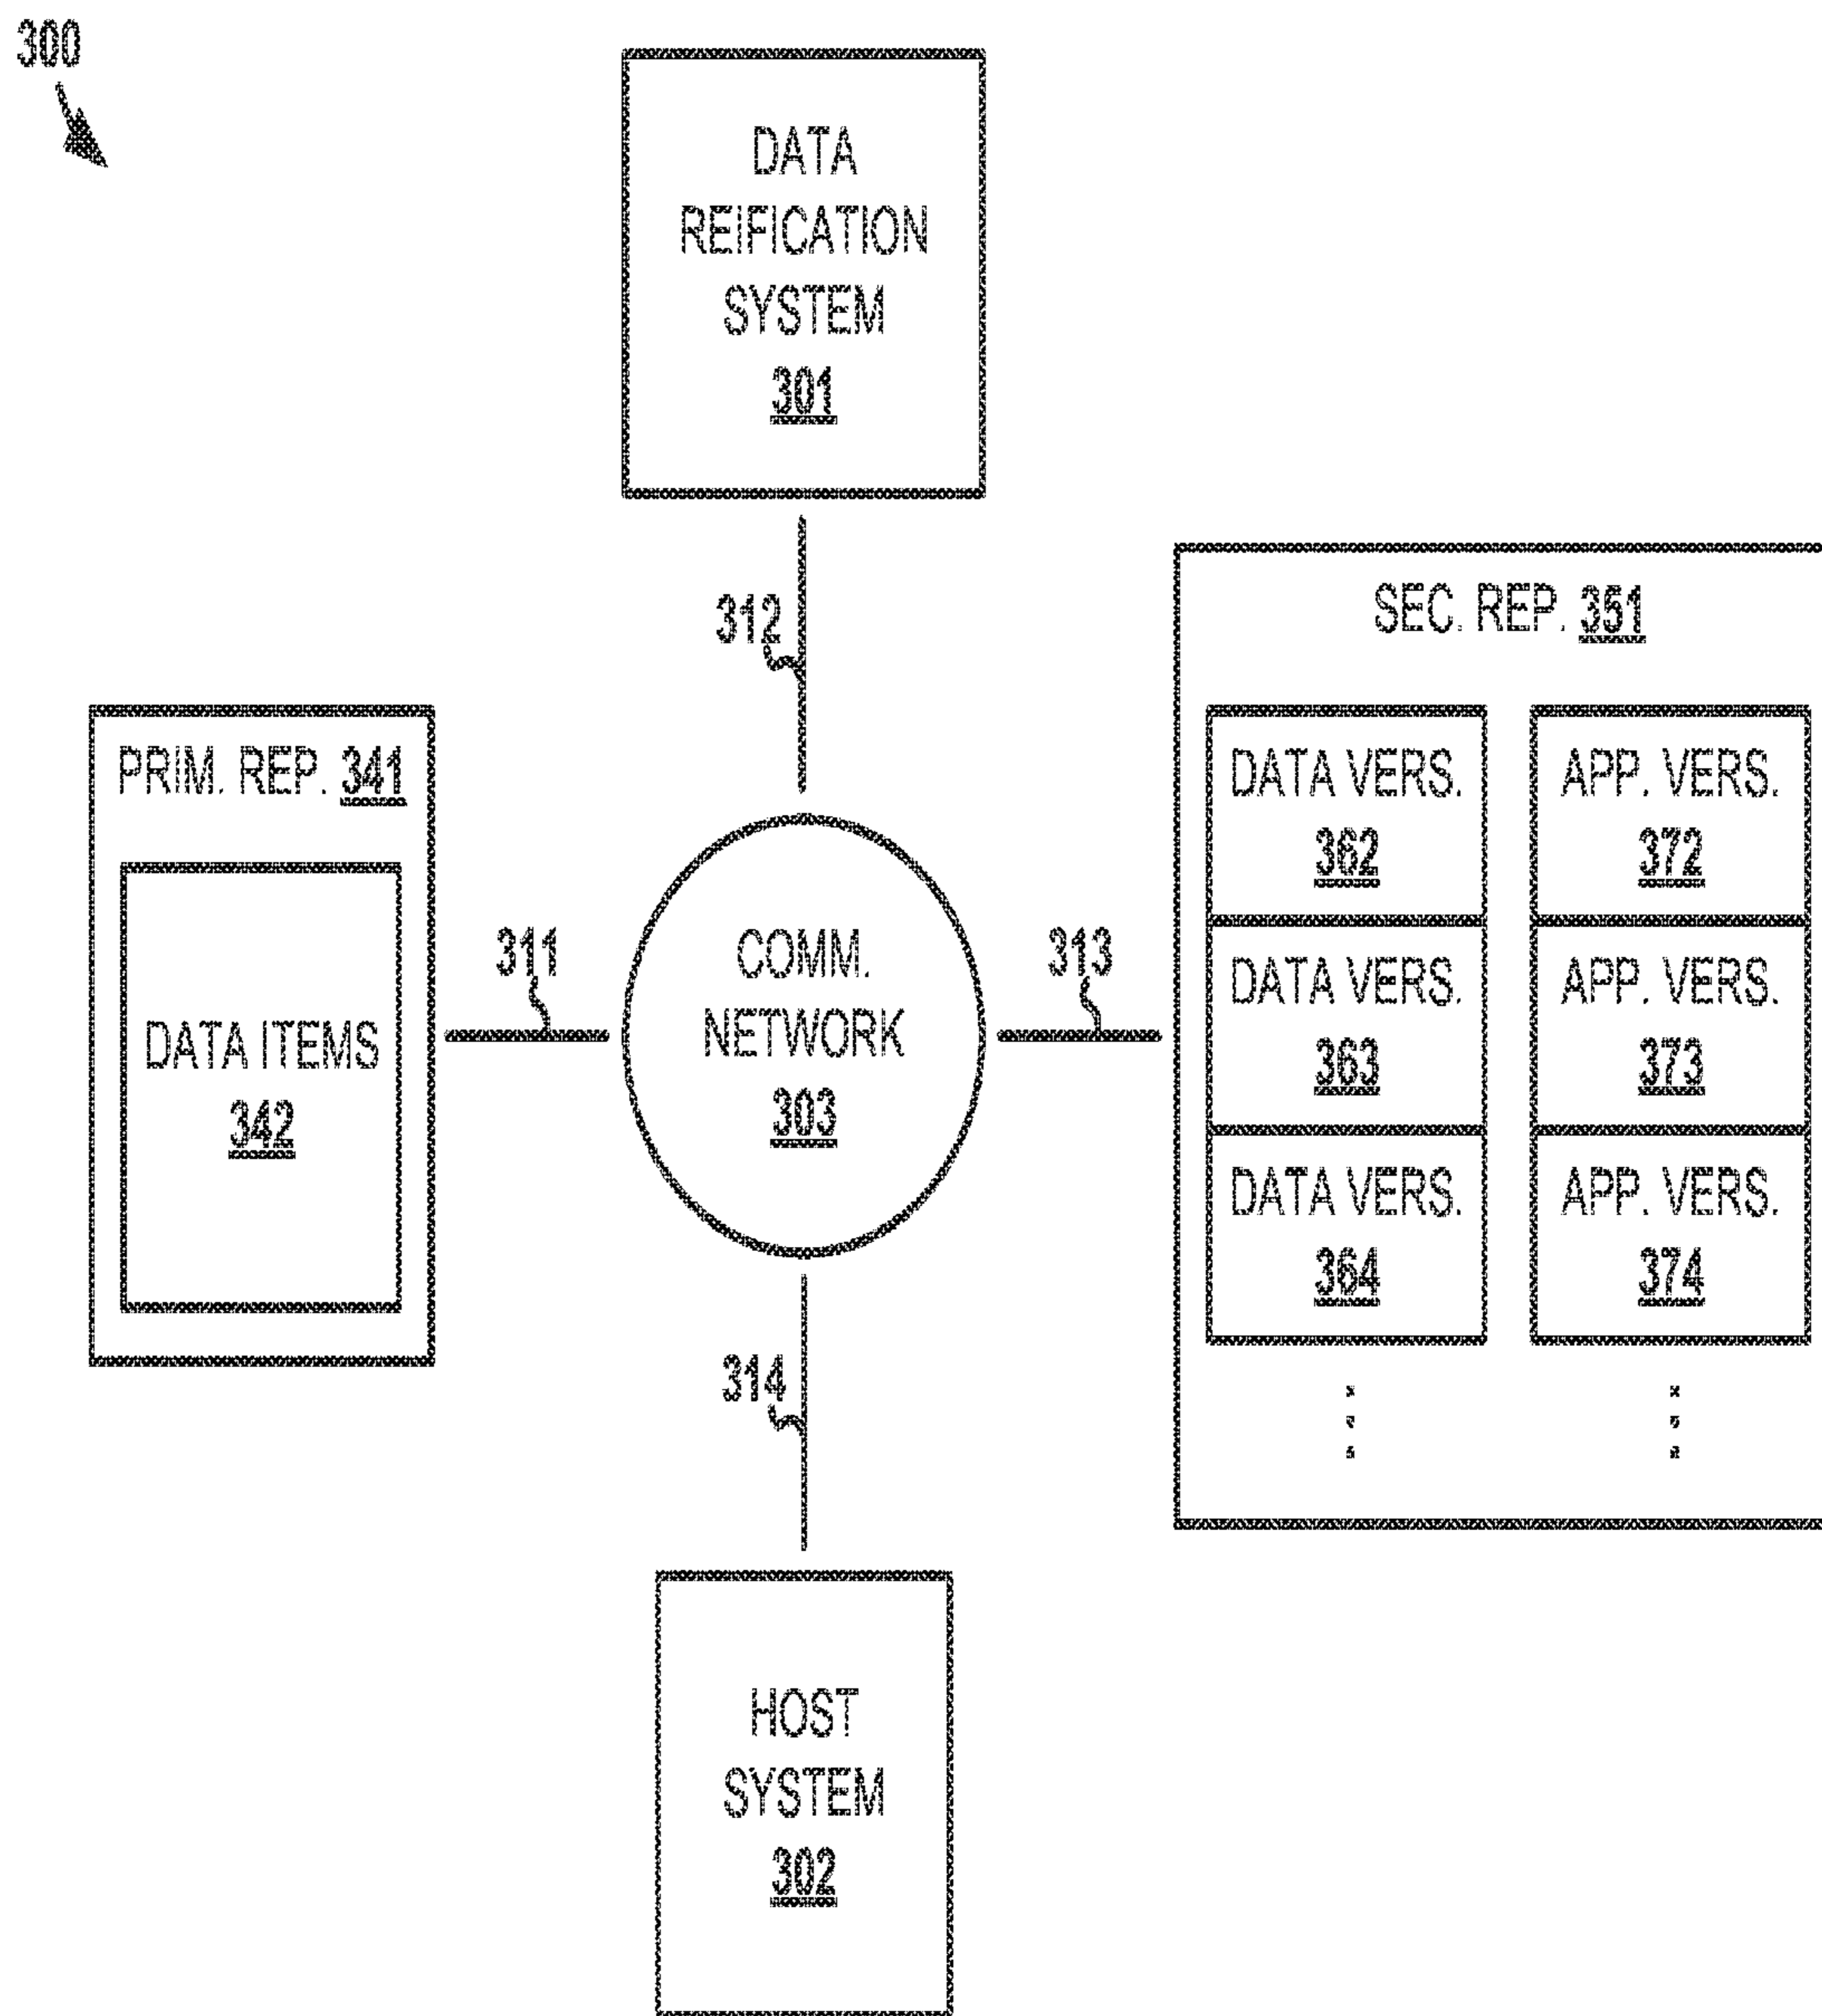 300
DATA
REIFICATION
SYSTEM
301
312
SEC. REP. 351
PRIM. REP. 341
DATA VERS.
362
APP. VERS.
372
311
COMM.
NETWORK
303
313
DATA VERS.
363
APP. VERS.
373
DATA ITEMS
342
DATA VERS.
364
APP. VERS.
374
314
HOST
SYSTEM
302